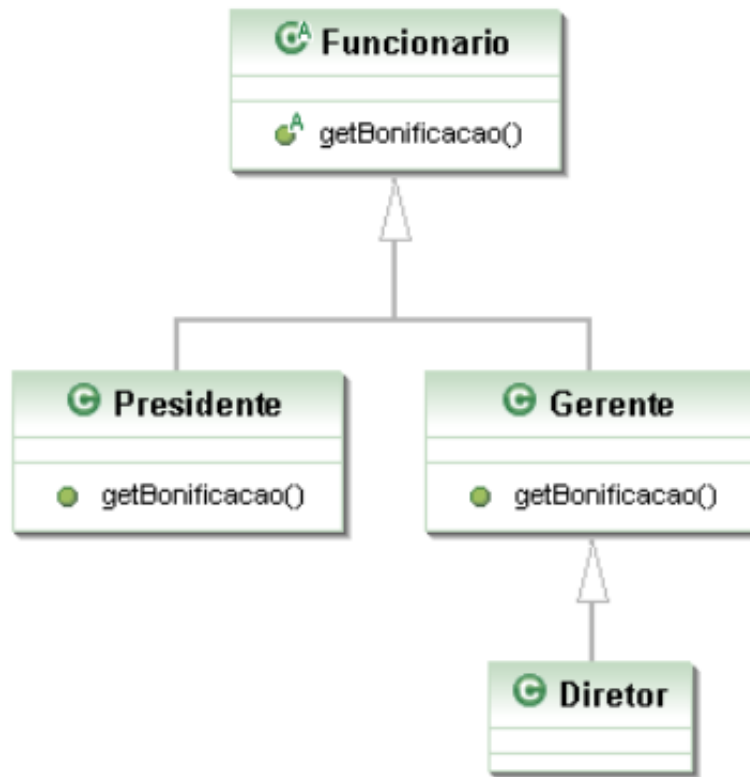 C A Funcionario
A getBonificacao()
C Presidente
getBonificacao()
C Gerente
getBonificacao()
C Diretor